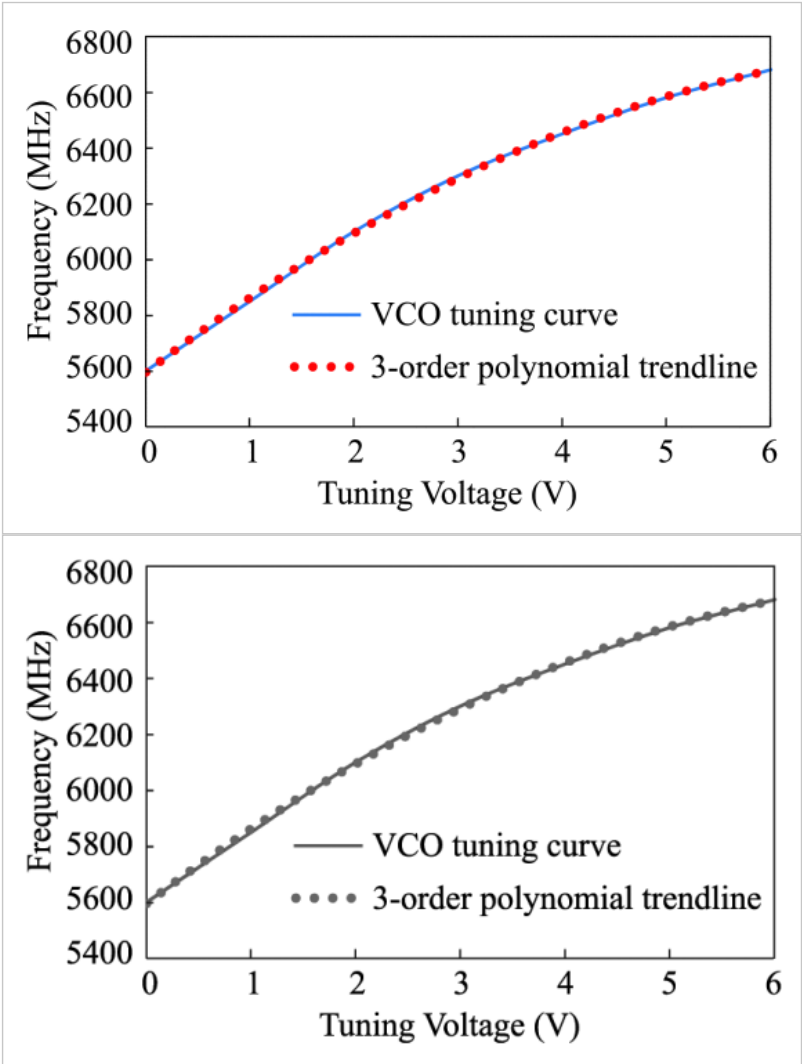 6800
6600
6400
6200
6000
5800
5600
5400
Frequency (MHz)
VCO tuning curve
3-order polynomial trendline
0 1 2 3 4 5 6
Tuning Voltage (V)
6800
6600
6400
6200
6000
5800
5600
5400
Frequency (MHz)
VCO tuning curve
3-order polynomial trendline
0 1 2 3 4 5 6
Tuning Voltage (V)